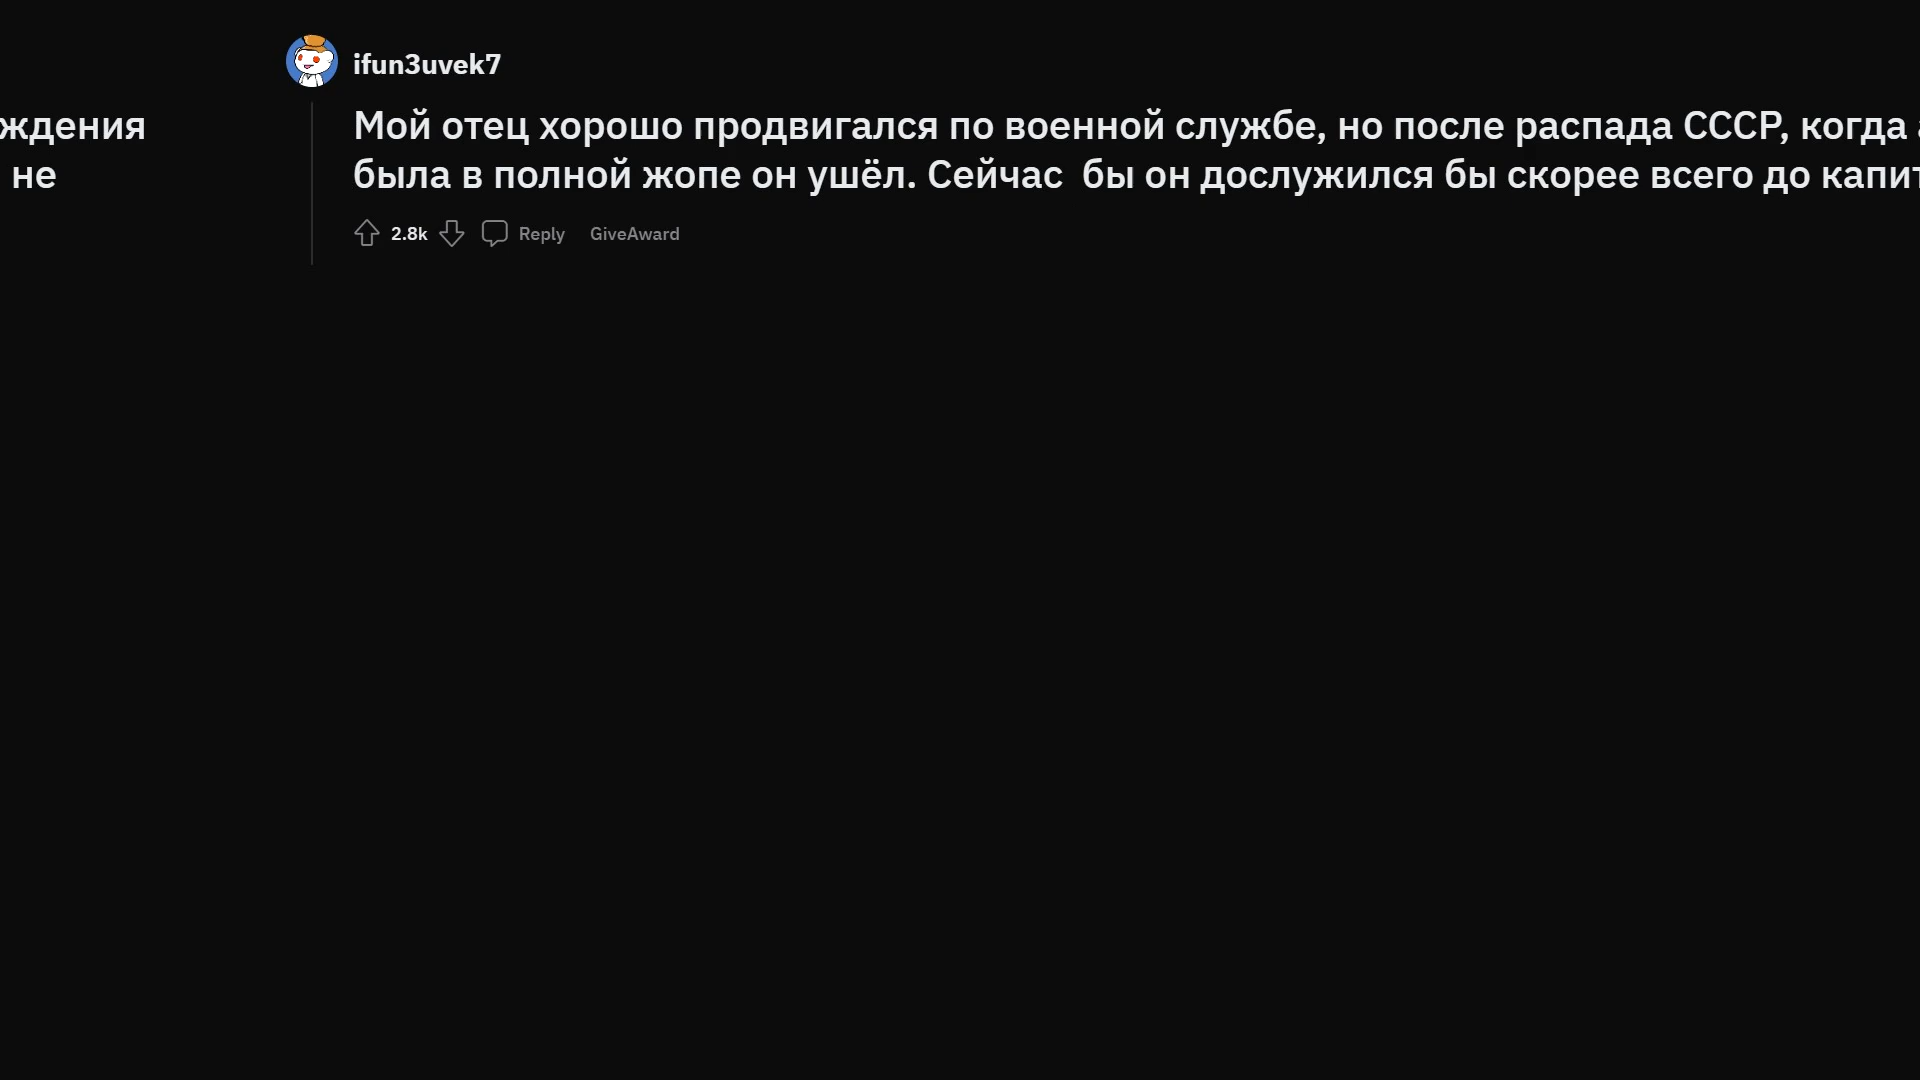 ifun3uvek7
ждения
Мой отец хорошо продвигался по военной службе, но после распада СССР, когда
не
была в полной жопе он ушёл. Сейчас бы он дослужился бы скорее всего до
2.8k Reply GiveAward